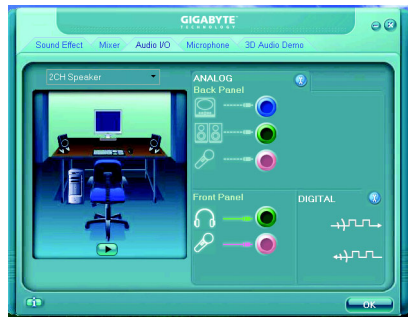 GIGABYTE
TECHNOLOGY
Sound Effect Mixer Audio I/O Microphone 3D Audio Demo
2CH Speaker
ANALOG
Back Panel
Front Panel
DIGITAL
OK